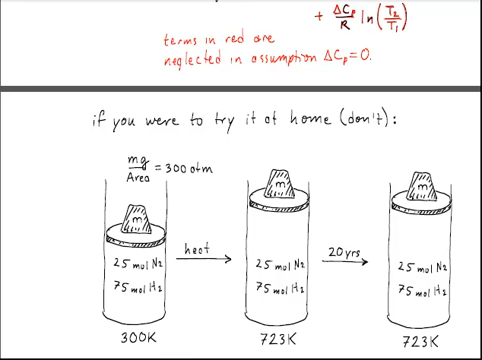 + ΔCp/R ln(T2/T1)
terms in red are
neglected in assumption ΔCp=0.
if you were to try it at home (don't):
mg/Area = 300 atm
m
m
m
25 mol N2
75 mol H2
heat
25 mol N2
75 mol H2
20 yrs
25 mol N2
75 mol H2
300K
723K
723K